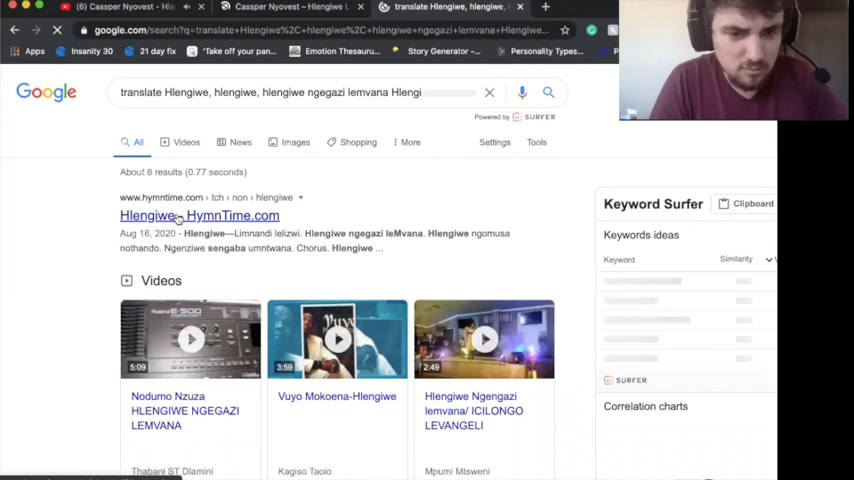 (6) Cassper Nyovest - Hl
Cassper Nyovest – Hlengiwe L
translate Hlengiwe, hlengiwe,
google.com/search?q=translate+Hlengiwe%2C+hlengiwe%2C+hlengiwe+ngegazi+lemvana+Hlengiwe...
Apps
Insanity 30
21 day fix
'Take off your pan...
Emotion Thesauru...
Story Generator -...
Personality Types...
Google
translate Hlengiwe, hlengiwe, hlengiwe ngegazi lemvana Hlengi
Powered by SURFER
All
Videos
News
Images
Shopping
More
Settings
Tools
About 8 results (0.77 seconds)
www.hymntime.com › tch › non › hlengiwe
Hlengiwe - HymnTime.com
Aug 16, 2020 - Hlengiwe—Limnandi lelizwi. Hlengiwe ngegazi leMvana. Hlengiwe ngomusa
nothando. Ngenziwe sengaba umntwana. Chorus. Hlengiwe ...
Videos
Roland E-500
5:09
Vuyo
3:59
2:49
Nodumo Nzuza
HLENGIWE NGEGAZI
LEMVANA
Thabani ST Dlamini
Vuyo Mokoena-Hlengiwe
Kagiso Taoio
Hlengiwe Ngengazi
lemvana/ ICILONGO
LEVANGELI
Mpumi Mtsweni
Keyword Surfer
Clipboard
Keywords ideas
Keyword
Similarity
SURFER
Correlation charts